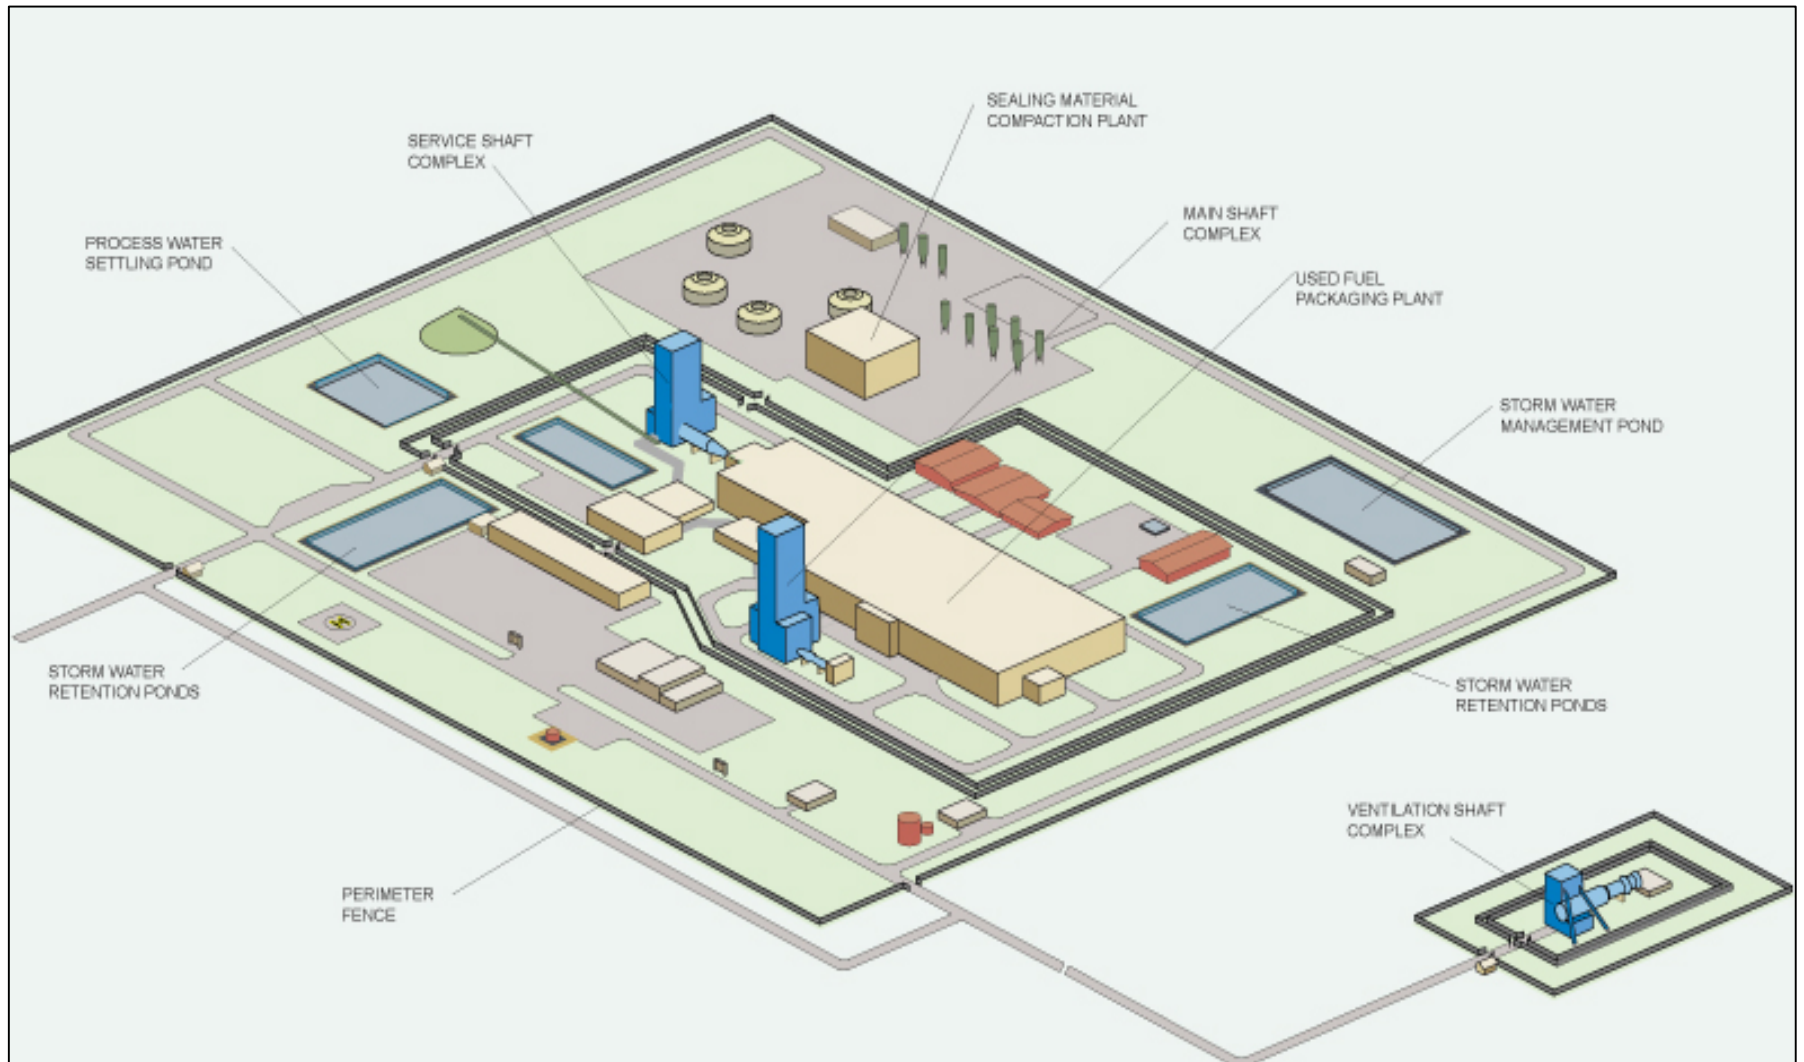 SEALING MATERIAL
COMPACTION PLANT
SERVICE SHAFT
COMPLEX
MAIN SHAFT
COMPLEX
PROCESS WATER
SETTLING POND
USED FUEL
PACKAGING PLANT
STORM WATER
MANAGEMENT POND
STORM WATER
RETENTION PONDS
STORM WATER
RETENTION PONDS
VENTILATION SHAFT
COMPLEX
PERIMETER
FENCE
H